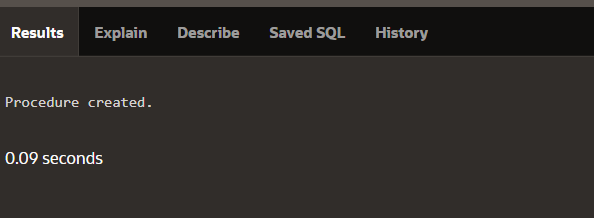 Results Explain Describe Saved SQL History
Procedure created.
0.09 seconds